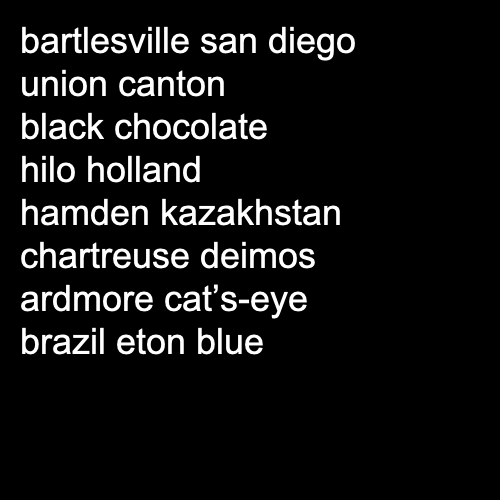 bartlesville san diego
union canton
black chocolate
hilo holland
hamden kazakhstan
chartreuse deimos
ardmore cat’s-eye
brazil eton blue